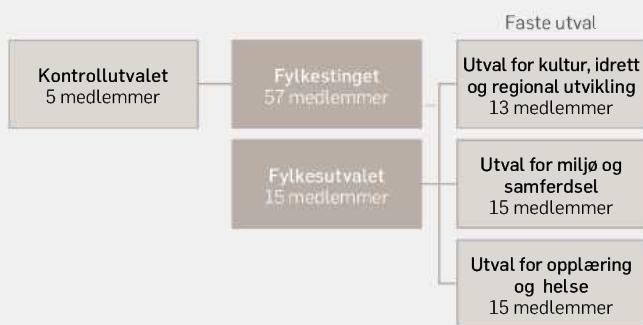 Faste utval
Kontrollutvalet
5 medlemmer
Fylkestinget
57 medlemmer
Fylkesutvalet
15 medlemmer
Utval for kultur, idrett
og regional utvikling
13 medlemmer
Utval for miljø og
samferdsel
15 medlemmer
Utval for opplæring
og helse
15 medlemmer